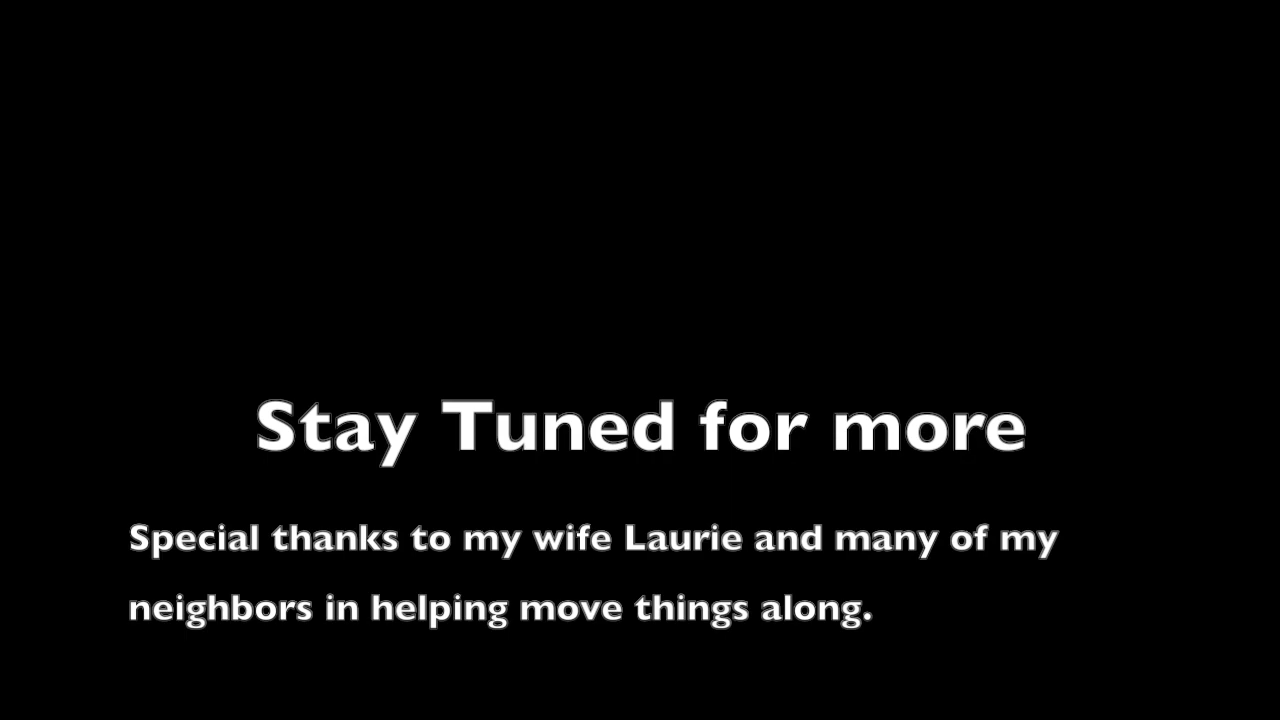 Stay Tuned for more
Special thanks to my wife Laurie and many of my
neighbors in helping move things along.